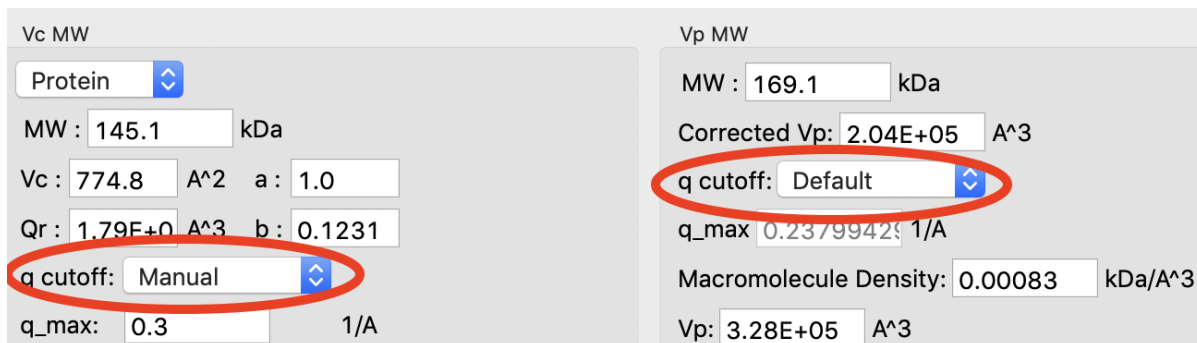 Vc MW
Protein
MW : 145.1 kDa
Vc : 774.8 A^2 a : 1.0
Qr : 1.79E+0 A^3 b : 0.1231
q cutoff: Manual
q_max: 0.3 1/A
Vp MW
MW : 169.1 kDa
Corrected Vp: 2.04E+05 A^3
q cutoff: Default
q_max 0.23799429 1/A
Macromolecule Density: 0.00083 kDa/A^3
Vp: 3.28E+05 A^3